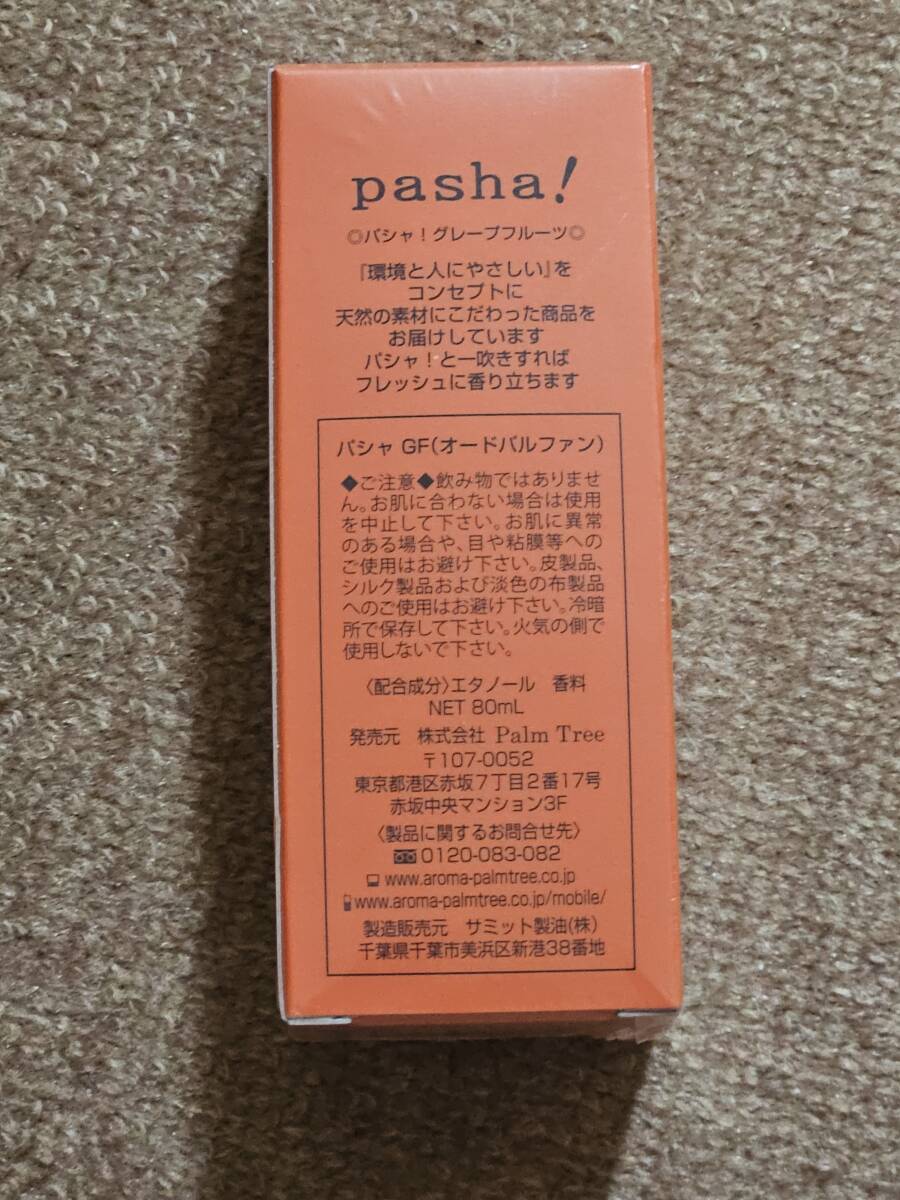 pasha!
◎パシャ！グレープフルーツ◎
「環境と人にやさしい」を
コンセプトに
天然の素材にこだわった商品を
お届けしています
パシャ！と一吹きすれば
フレッシュに香り立ちます
パシャ GF(オードパルファン)
◆ご注意◆飲み物ではありませ
ん。お肌に合わない場合は使用
を中止して下さい。お肌に異常
のある場合や、目や粘膜等への
ご使用はお避け下さい。皮製品、
シルク製品および淡色の布製品
へのご使用はお避け下さい。冷暗
所で保存して下さい。火気の側で
使用しないで下さい。
〈配合成分〉エタノール 香料
NET 80mL
発売元 株式会社 Palm Tree
〒107-0052
東京都港区赤坂7丁目2番17号
赤坂中央マンション3F
〈製品に関するお問合せ先〉
0120-083-082
www.aroma-palmtree.co.jp
www.aroma-palmtree.co.jp/mobile/
製造販売元 サミット製油(株)
千葉県千葉市美浜区新港38番地